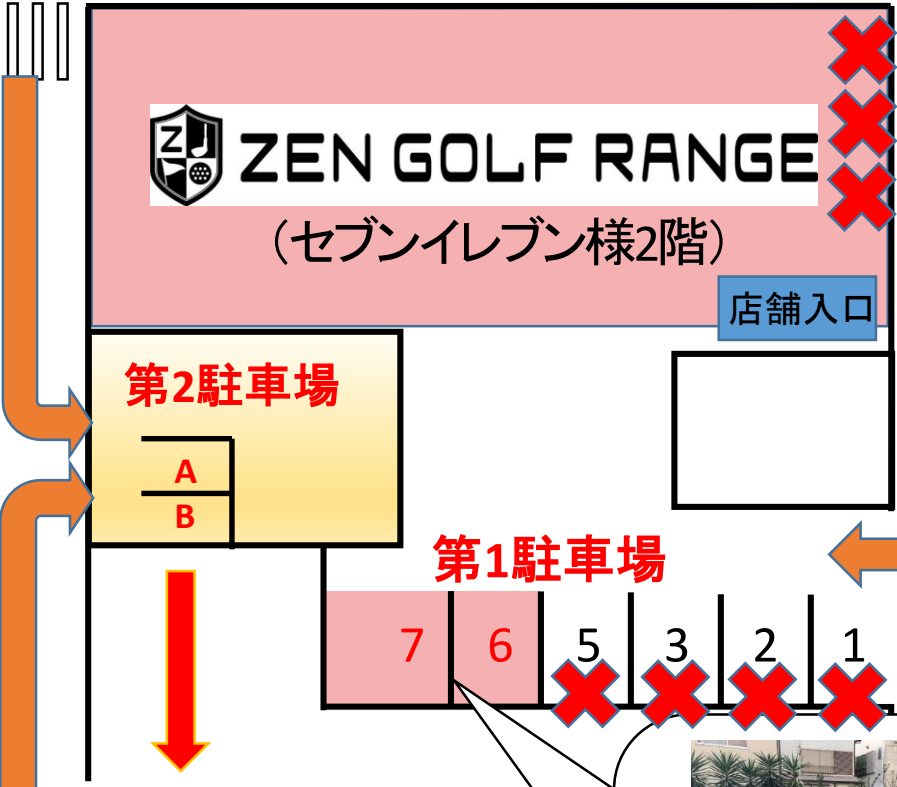 Z
ZEN GOLF RANGE
（セブンイレブン様2階）
店舗入口
第2駐車場
A
B
第1駐車場
7 6 5 3 2 1